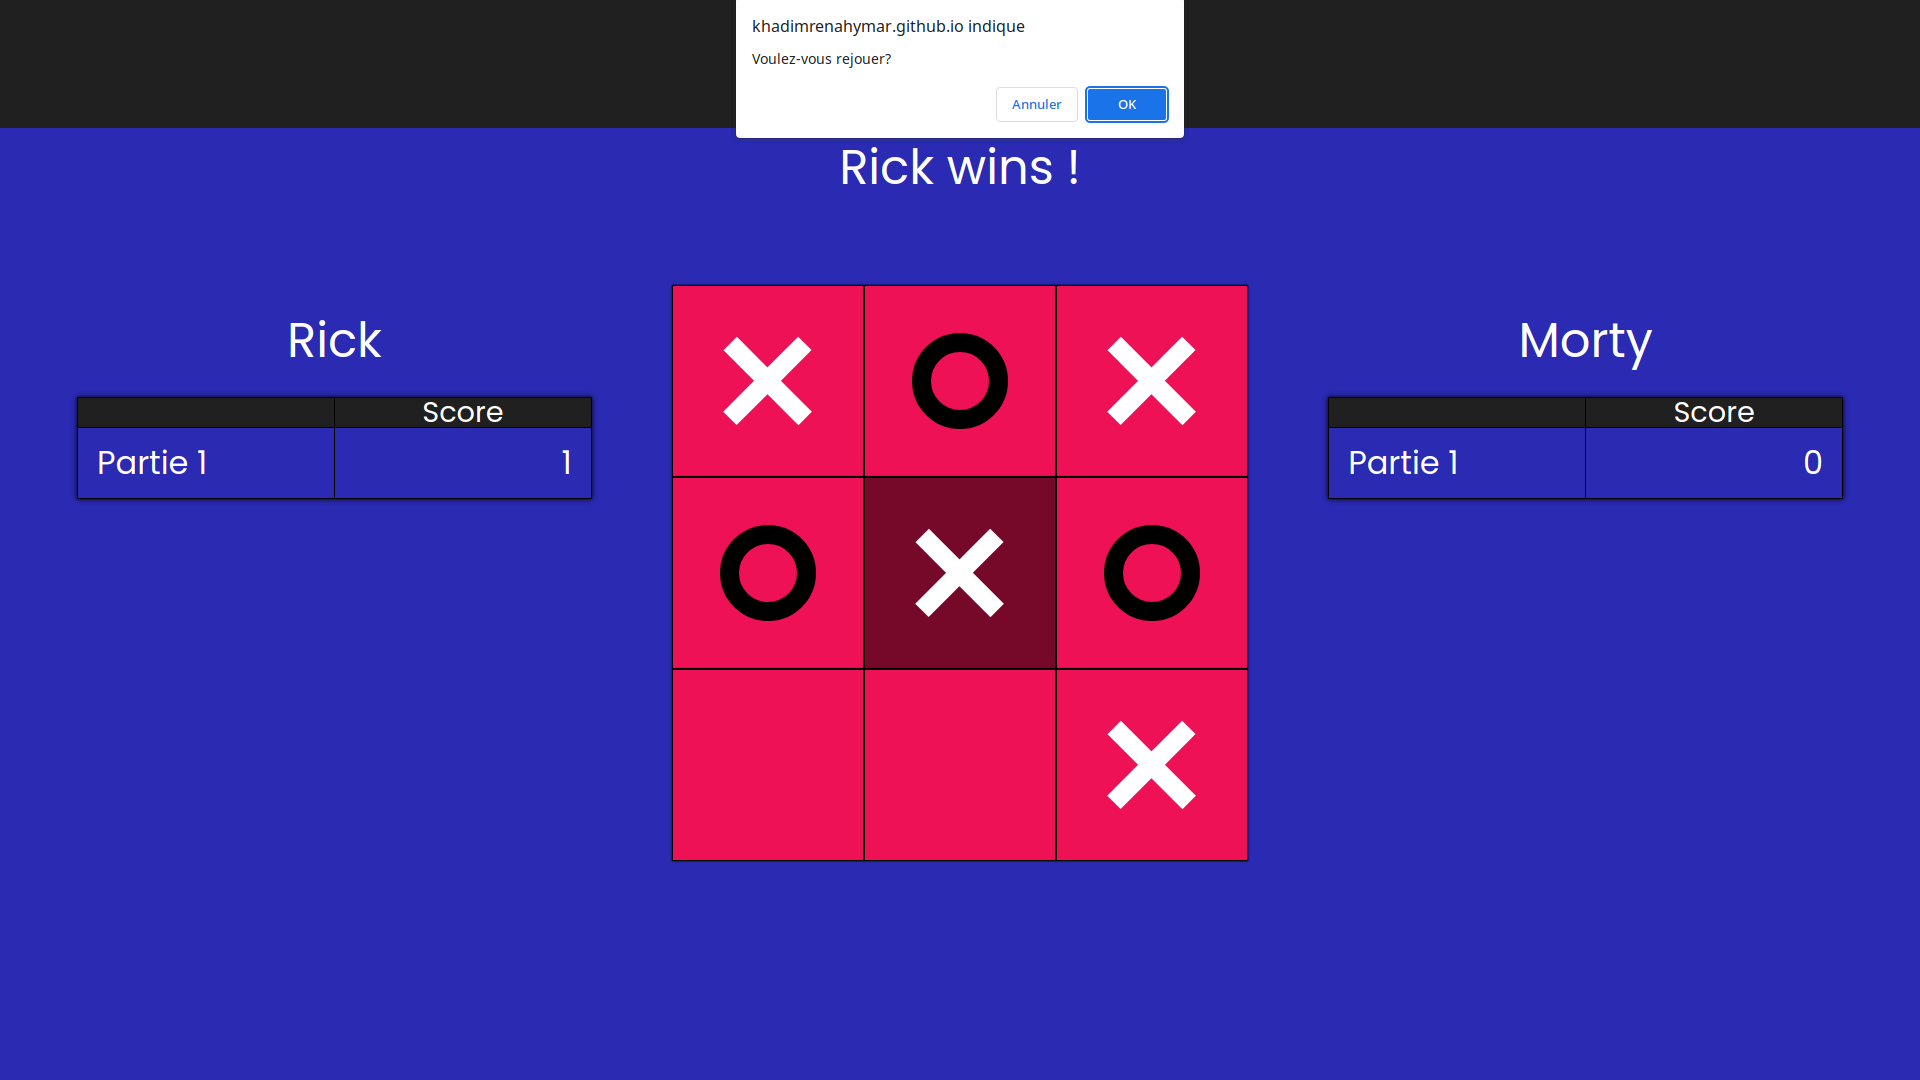 khadimrenahymar.github.io indique
Voulez-vous rejouer?
Annuler
OK
Rick wins !
Rick
Score
Partie 1
1
Morty
Score
Partie 1
0